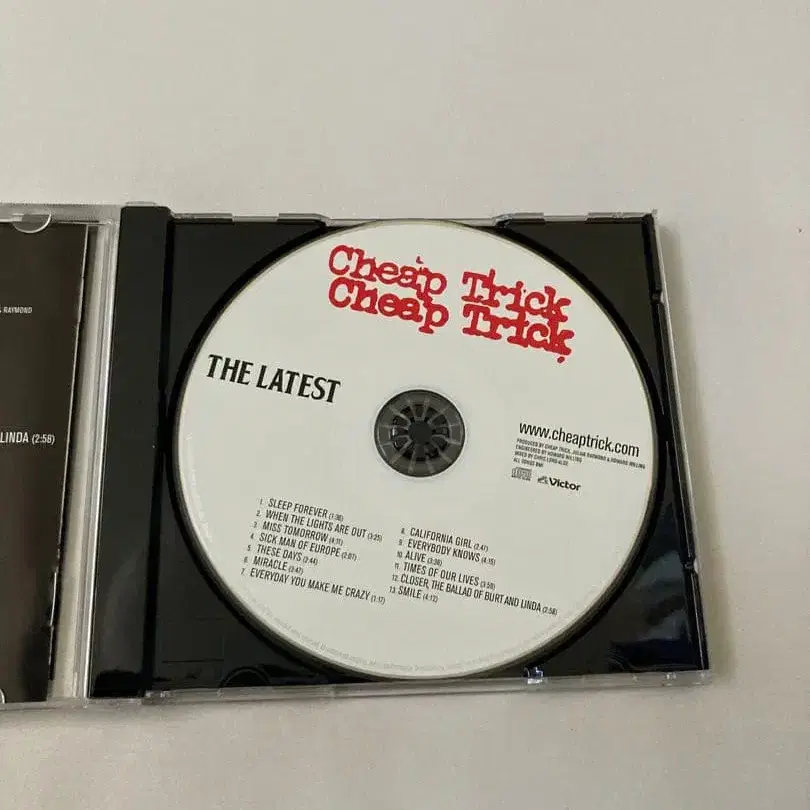 RAYMOND
LINDA (2:58)
Cheap Trick
Cheap Trick
THE LATEST
www.cheaptrick.com
PRODUCED BY CHEAP TRICK, JULIAN RAYMOND & HOWARD WILLING
ENGINEERED BY HOWARD WILLING
MIXED BY CHRIS LORD-ALGE
ALL SONGS BMI
Victor
1. SLEEP FOREVER (1:36)
2. WHEN THE LIGHTS ARE OUT (3:25)
3. MISS TOMORROW (4:11)
4. SICK MAN OF EUROPE (2:07)
5. THESE DAYS (2:44)
6. MIRACLE (3:47)
7. EVERYDAY YOU MAKE ME CRAZY (1:17)
8. CALIFORNIA GIRL (2:47)
9. EVERYBODY KNOWS (4:15)
10. ALIVE (3:36)
11. TIMES OF OUR LIVES (3:58)
12. CLOSER, THE BALLAD OF BURT AND LINDA (2:58)
13. SMILE (4:12)